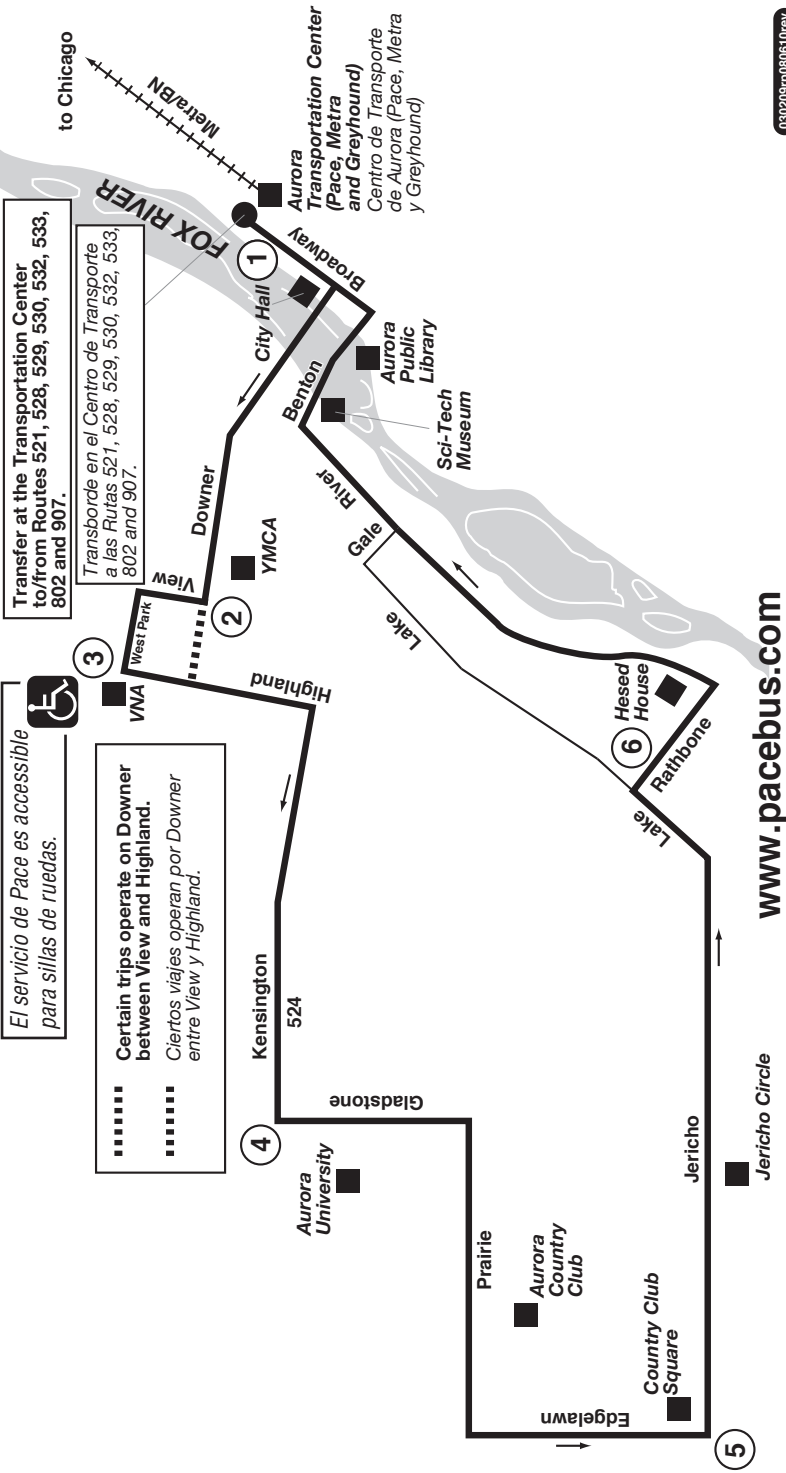 El servicio de Pace es accessible
para sillas de ruedas.
Transfer at the Transportation Center
to/from Routes 521, 528, 529, 530, 532, 533,
802 and 907.
Transborde en el Centro de Transporte
a las Rutas 521, 528, 529, 530, 532, 533,
802 and 907.
Certain trips operate on Downer
between View and Highland.
Ciertos viajes operan por Downer
entre View y Highland.
to Chicago
Metra/BN
FOX RIVER
Aurora
Transportation Center
(Pace, Metra
and Greyhound)
Centro de Transporte
de Aurora (Pace, Metra
y Greyhound)
1
Broadway
City Hall
Aurora
Public
Library
Benton
Sci-Tech
Museum
River
Gale
Lake
Downer
YMCA
View
2
West Park
3
VNA
Highland
Kensington
524
4
Gladstone
Aurora
University
Prairie
Aurora
Country
Club
Edgelawn
Country Club
Square
5
Jericho
Jericho Circle
Lake
6
Rathbone
Hesed
House
www.pacebus.com
030209rp080610rev